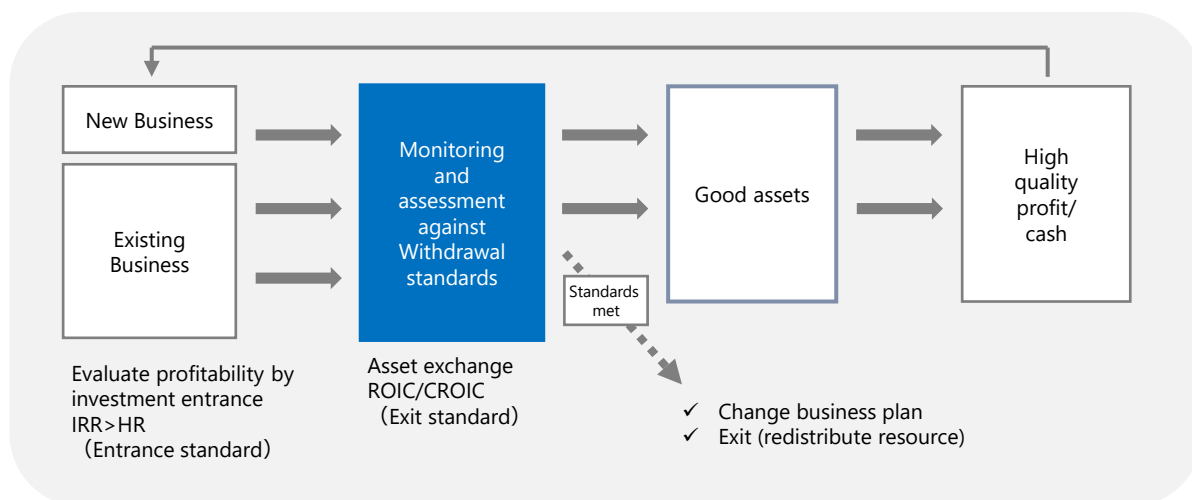 New Business
Existing
Business
Evaluate profitability by
investment entrance
IRR>HR
（Entrance standard）
Monitoring
and
assessment
against
Withdrawal
standards
Asset exchange
ROIC/CROIC
（Exit standard）
Standards
met
✓ Change business plan
✓ Exit (redistribute resource)
Good assets
High
quality
profit/
cash